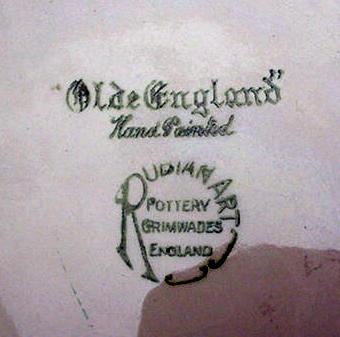 "Olde England"
Hand Painted
RUDIAN ART
POTTERY
GRIMWADES
ENGLAND